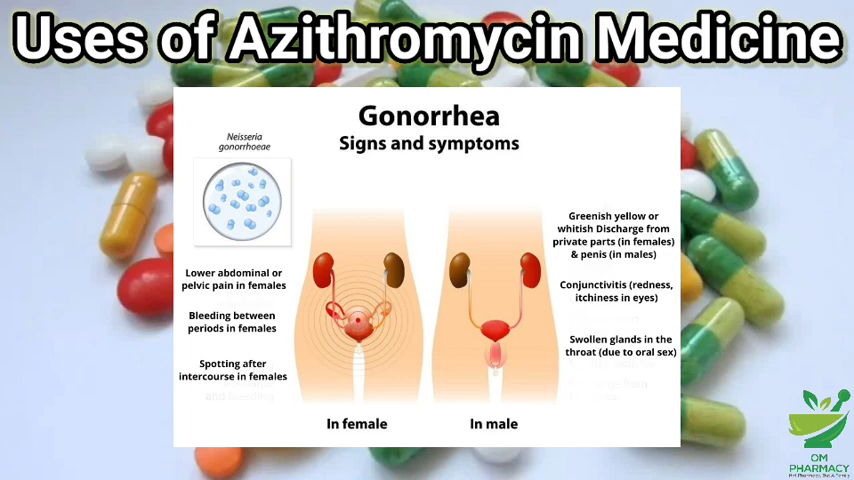 Uses of Azithromycin Medicine
Gonorrhea
Signs and symptoms
Neisseria
gonorrhoeae
Lower abdominal or
pelvic pain in females
Bleeding between
periods in females
Spotting after
intercourse in females
Greenish yellow or
whitish Discharge from
private parts (in females)
& penis (in males)
Conjunctivitis (redness,
itchiness in eyes)
Swollen glands in the
throat (due to oral sex)
In female
In male
OM
PHARMACY